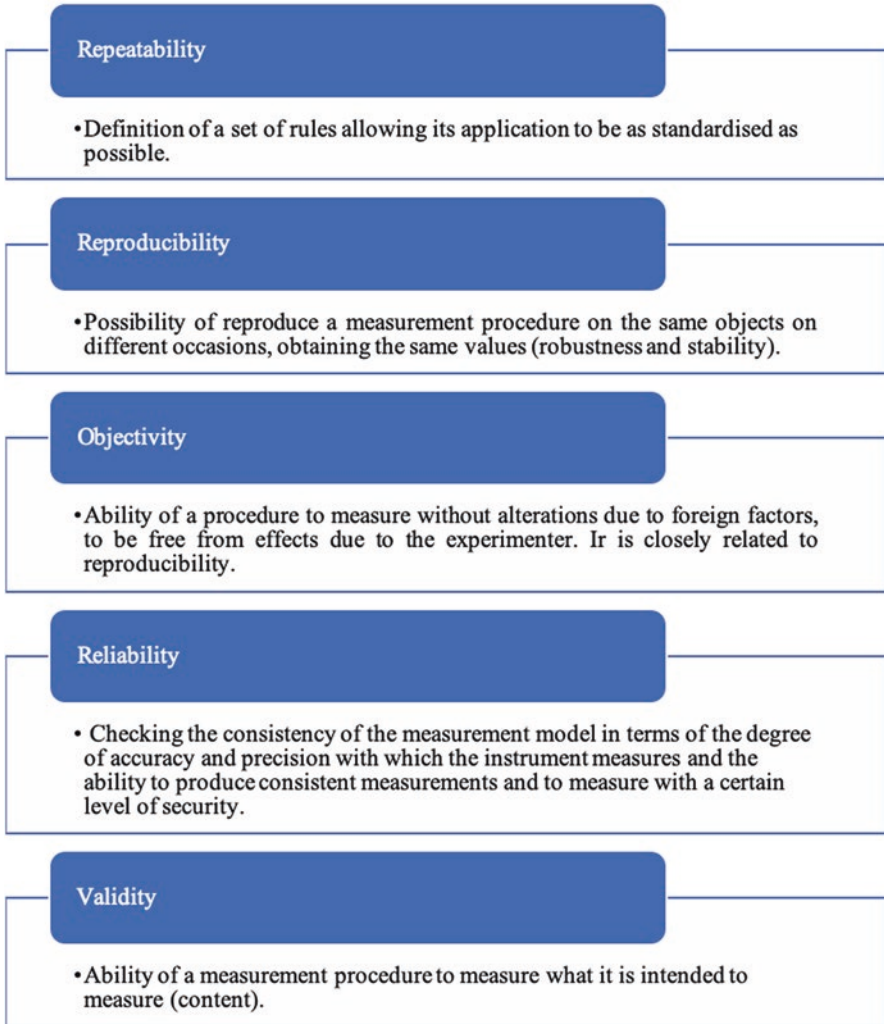 Repeatability
•Definition of a set of rules allowing its application to be as standardised as
possible.
Reproducibility
•Possibility of reproduce a measurement procedure on the same objects on
different occasions, obtaining the same values (robustness and stability).
Objectivity
•Ability of a procedure to measure without alterations due to foreign factors,
to be free from effects due to the experimenter. Ir is closely related to
reproducibility.
Reliability
• Checking the consistency of the measurement model in terms of the degree
of accuracy and precision with which the instrument measures and the
ability to produce consistent measurements and to measure with a certain
level of security.
Validity
•Ability of a measurement procedure to measure what it is intended to
measure (content).